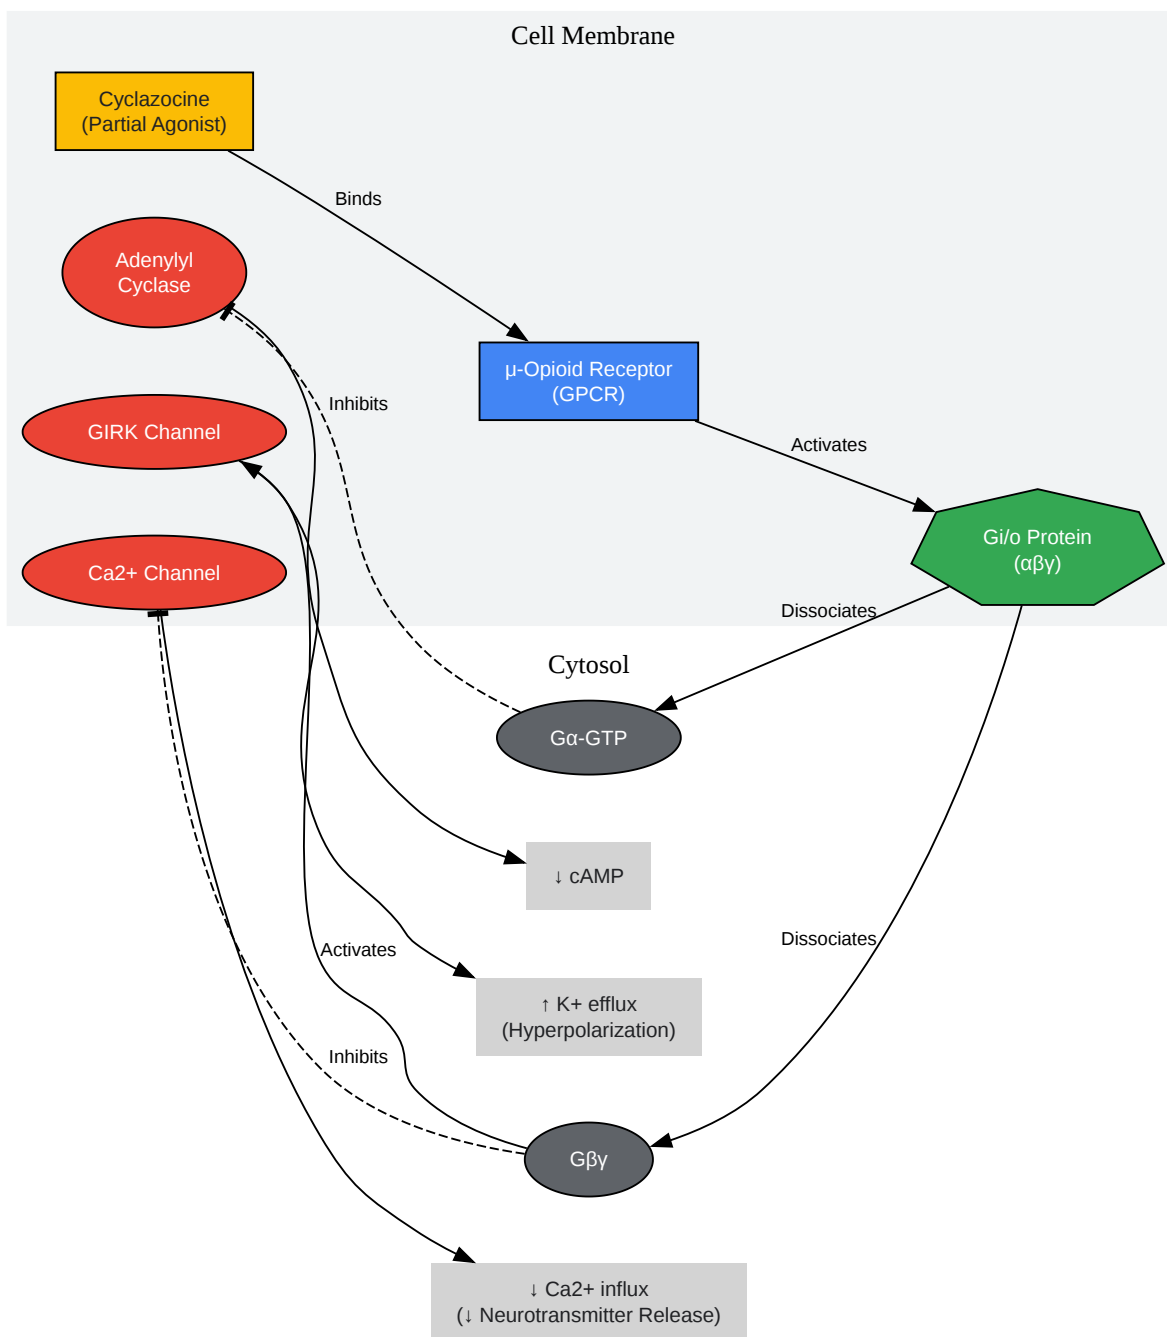 Cell Membrane
Cyclazocine
(Partial Agonist)
Binds
Adenylyl
Cyclase
μ-Opioid Receptor
(GPCR)
Inhibits
GIRK Channel
Activates
Gi/o Protein
(αβγ)
Ca2+ Channel
Dissociates
Cytosol
Gα-GTP
↓ cAMP
Dissociates
Activates
↑ K+ efflux
(Hyperpolarization)
Inhibits
Gβγ
↓ Ca2+ influx
(↓ Neurotransmitter Release)